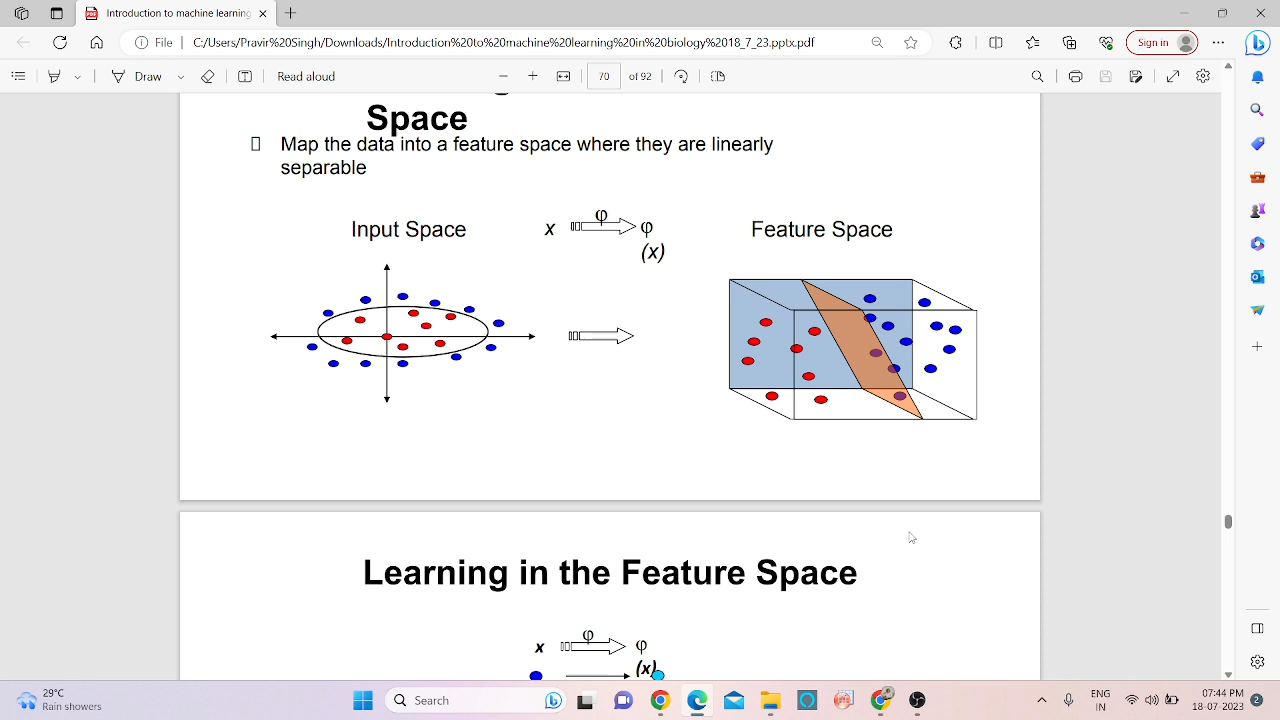 Introduction to machine learning
File
C:/Users/Pravir%20Singh/Downloads/Introduction%20to%20machine%20learning%20in%20biology%2018_7_23.pptx.pdf
Sign in
Draw
Read aloud
70 of 92
Space
Map the data into a feature space where they are linearly
separable
Input Space
x
φ
φ
(x)
Feature Space
Learning in the Feature Space
x
φ
φ
(x)
29°C
Rain showers
Search
ENG
IN
07:44 PM
18-07-2023
2